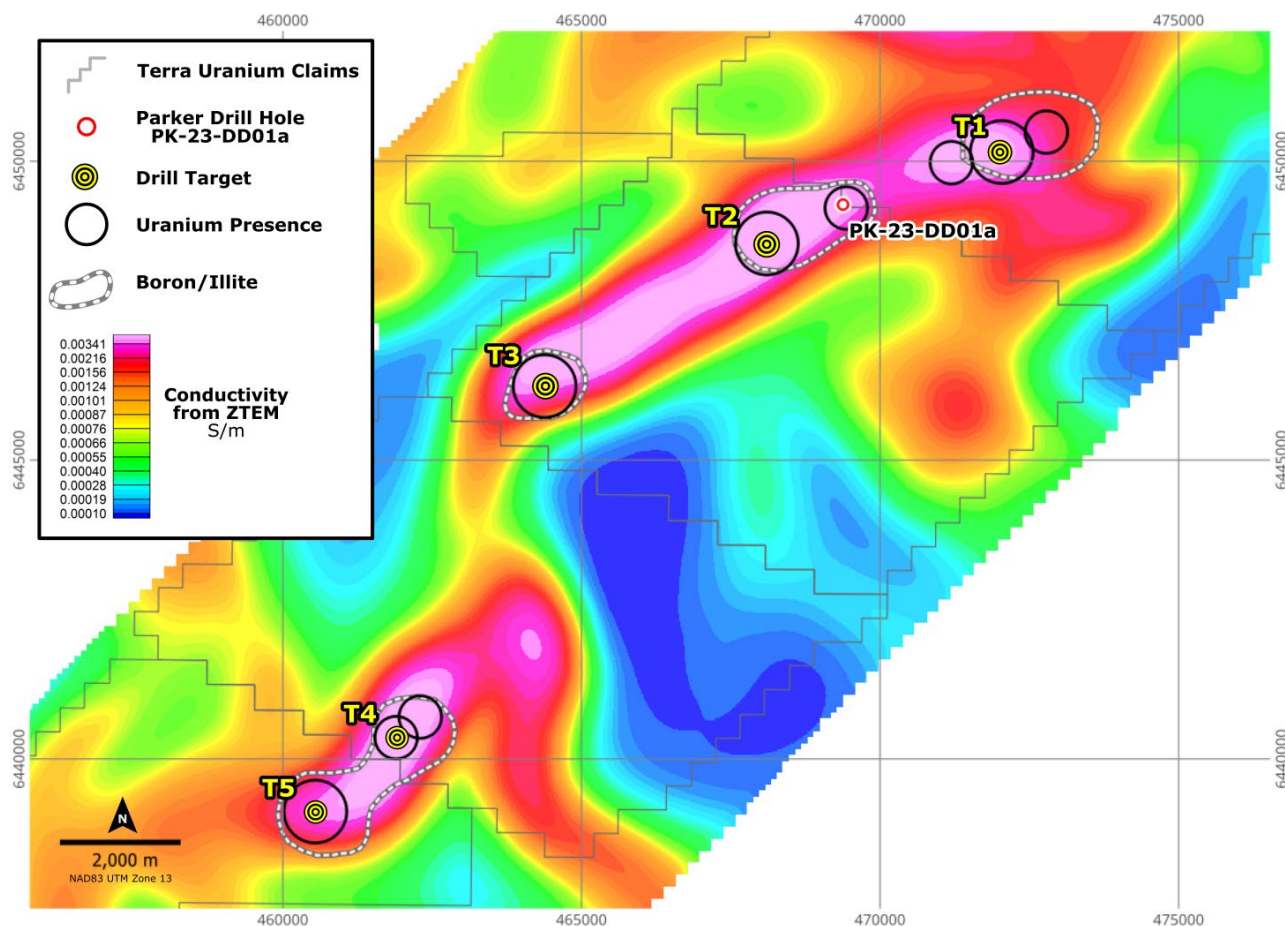 460000
465000
470000
475000
Terra Uranium Claims
Parker Drill Hole
PK-23-DD01a
Drill Target
Uranium Presence
Boron/Illite
0.00341
0.00216
0.00156
0.00124
0.00101
0.00087
0.00076
0.00066
0.00055
0.00040
0.00028
0.00019
0.00010
Conductivity
from ZTEM
S/m
T1
T2
PK-23-DD01a
T3
T4
T5
6450000
6445000
6440000
6450000
6445000
6440000
2,000 m
NAD83 UTM Zone 13
460000
465000
470000
475000